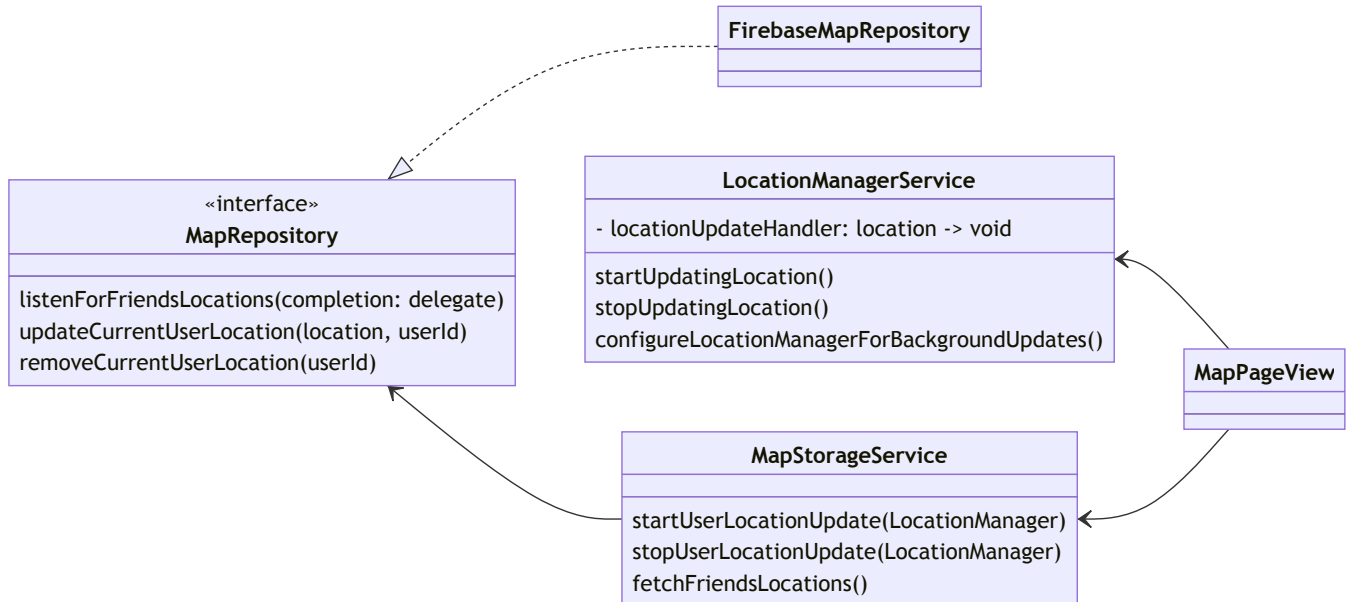 FirebaseMapRepository
«interface»
MapRepository
listenForFriendsLocations(completion: delegate)
updateCurrentUserLocation(location, userId)
removeCurrentUserLocation(userId)
LocationManagerService
- locationUpdateHandler: location -> void
startUpdatingLocation()
stopUpdatingLocation()
configureLocationManagerForBackgroundUpdates()
MapPageView
MapStorageService
startUserLocationUpdate(LocationManager)
stopUserLocationUpdate(LocationManager)
fetchFriendsLocations()